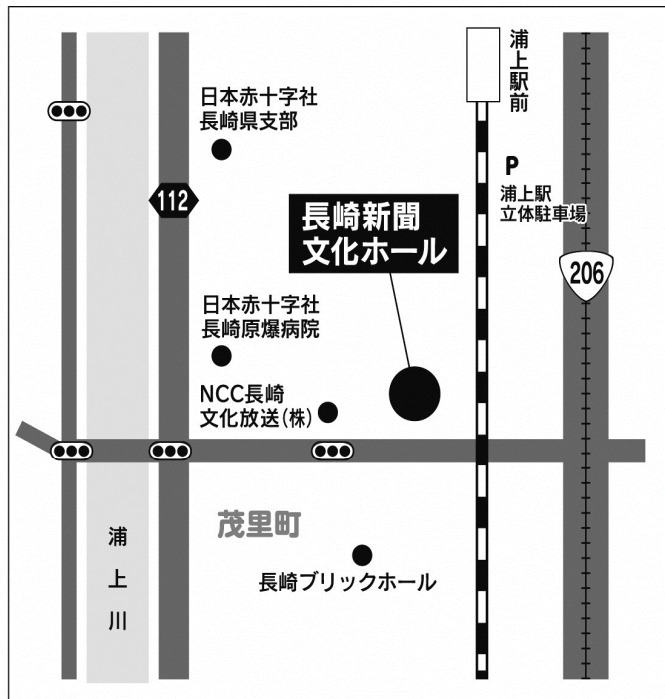 浦上駅前
日本赤十字社
長崎県支部
P
浦上駅
立体駐車場
112
長崎新聞
文化ホール
206
日本赤十字社
長崎原爆病院
NCC長崎
文化放送(株)
茂里町
浦上川
長崎ブリックホール